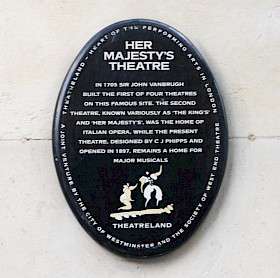 THEATRELAND – HEART OF THE PERFORMING ARTS IN LONDON
HER
MAJESTY'S
THEATRE
IN 1705 SIR JOHN VANBRUGH
BUILT THE FIRST OF FOUR THEATRES
ON THIS FAMOUS SITE. THE SECOND
THEATRE, KNOWN VARIOUSLY AS 'THE KING'S'
AND 'HER MAJESTY'S', WAS THE HOME OF
ITALIAN OPERA, WHILE THE PRESENT
THEATRE, DESIGNED BY C J PHIPPS AND
OPENED IN 1897, REMAINS A HOME FOR
MAJOR MUSICALS
THEATRELAND
A JOINT VENTURE BY THE CITY OF WESTMINSTER AND THE SOCIETY OF WEST END THEATRE